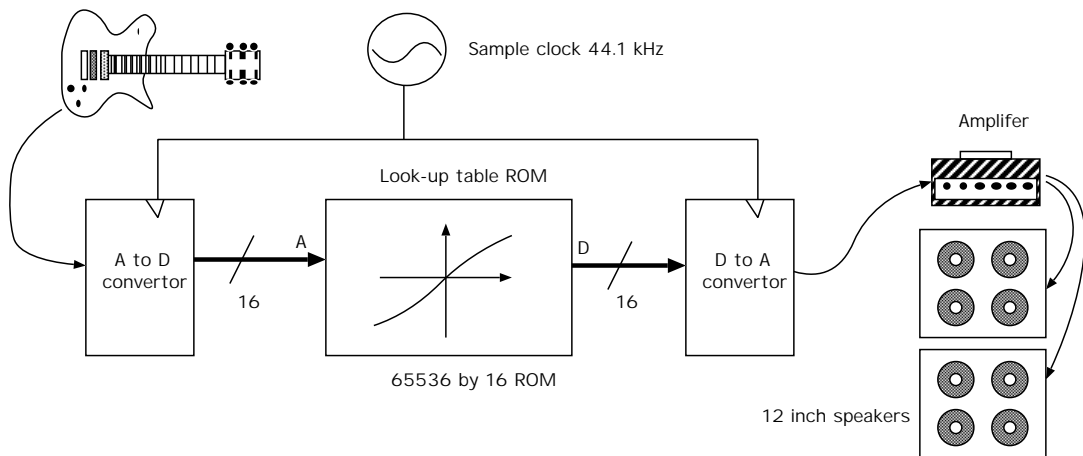 Sample clock 44.1 kHz
Amplifer
Look-up table ROM
A to D
convertor
A
16
D
16
D to A
convertor
65536 by 16 ROM
12 inch speakers